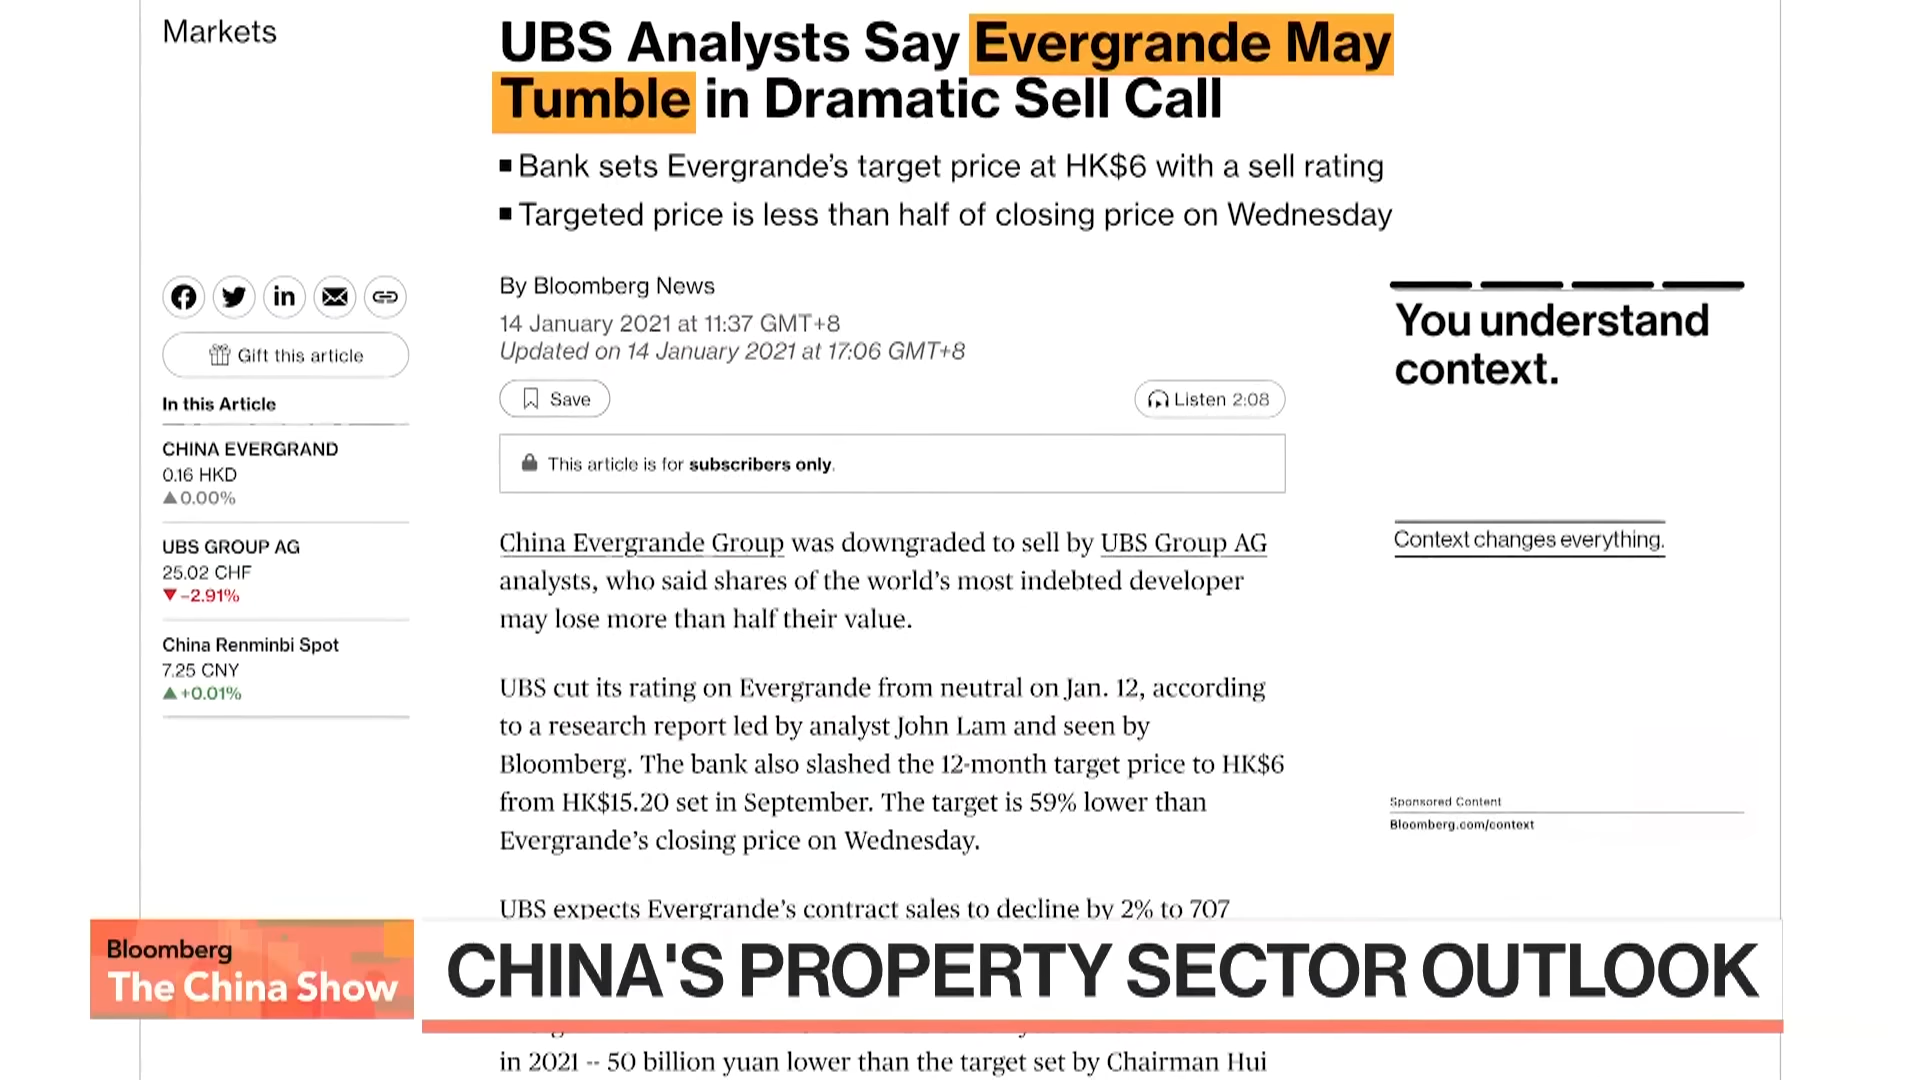 Markets
UBS Analysts Say Evergrande May
Tumble in Dramatic Sell Call
Bank sets Evergrande’s target price at HK$6 with a sell rating
Targeted price is less than half of closing price on Wednesday
By Bloomberg News
14 January 2021 at 11:37 GMT+8
Updated on 14 January 2021 at 17:06 GMT+8
Save
Listen 2:08
Gift this article
In this Article
CHINA EVERGRAND
0.16 HKD
▲0.00%
UBS GROUP AG
25.02 CHF
▼-2.91%
China Renminbi Spot
7.25 CNY
▲+0.01%
This article is for subscribers only.
China Evergrande Group was downgraded to sell by UBS Group AG
analysts, who said shares of the world’s most indebted developer
may lose more than half their value.
UBS cut its rating on Evergrande from neutral on Jan. 12, according
to a research report led by analyst John Lam and seen by
Bloomberg. The bank also slashed the 12-month target price to HK$6
from HK$15.20 set in September. The target is 59% lower than
Evergrande’s closing price on Wednesday.
UBS expects Evergrande’s contract sales to decline by 2% to 707
in 2021 -- 50 billion yuan lower than the target set by Chairman Hui
You understand
context.
Context changes everything.
Sponsored Content
Bloomberg.com/context
Bloomberg
The China Show
CHINA'S PROPERTY SECTOR OUTLOOK